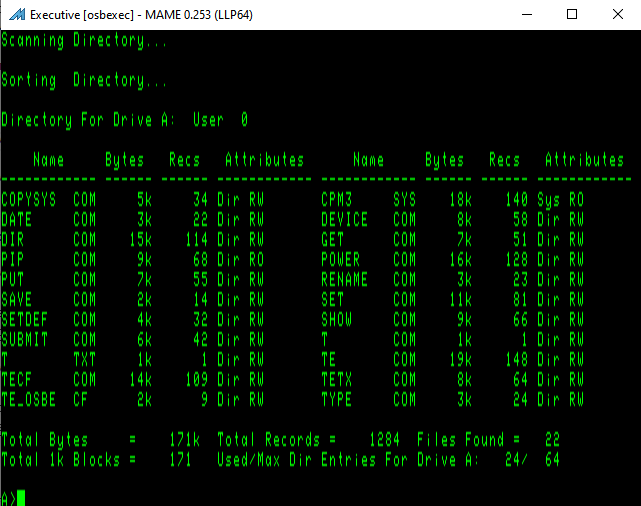 Executive [osbexec] - MAME 0.253 (LLP64)
Scanning Directory...
Sorting  Directory...
Directory For Drive A:  User  0
    Name     Bytes   Recs   Attributes      Name     Bytes   Recs   Attributes
------------ ------ ------ ------------ ------------ ------ ------ ------------
COPYSYS  COM     5k     34 Dir RW       CPM3     SYS    18k    140 Sys RO
DATE     COM     3k     22 Dir RW       DEVICE   COM     8k     58 Dir RW
DIR      COM    15k    114 Dir RW       GET      COM     7k     51 Dir RW
PIP      COM     9k     68 Dir RO       POWER    COM    16k    128 Dir RW
PUT      COM     7k     55 Dir RW       RENAME   COM     3k     23 Dir RW
SAVE     COM     2k     14 Dir RW       SET      COM    11k     81 Dir RW
SETDEF   COM     4k     32 Dir RW       SHOW     COM     9k     66 Dir RW
SUBMIT   COM     6k     42 Dir RW       T        COM     1k      1 Dir RW
T        TXT     1k      1 Dir RW       TE       COM    19k    148 Dir RW
TECF     COM    14k    109 Dir RW       TETX     COM     8k     64 Dir RW
TE_OSBE  CF      2k      9 Dir RW       TYPE     COM     3k     24 Dir RW
Total Bytes     =    171k  Total Records =    1284  Files Found =   22
Total 1k Blocks =    171   Used/Max Dir Entries For Drive A:   24/  64
A>